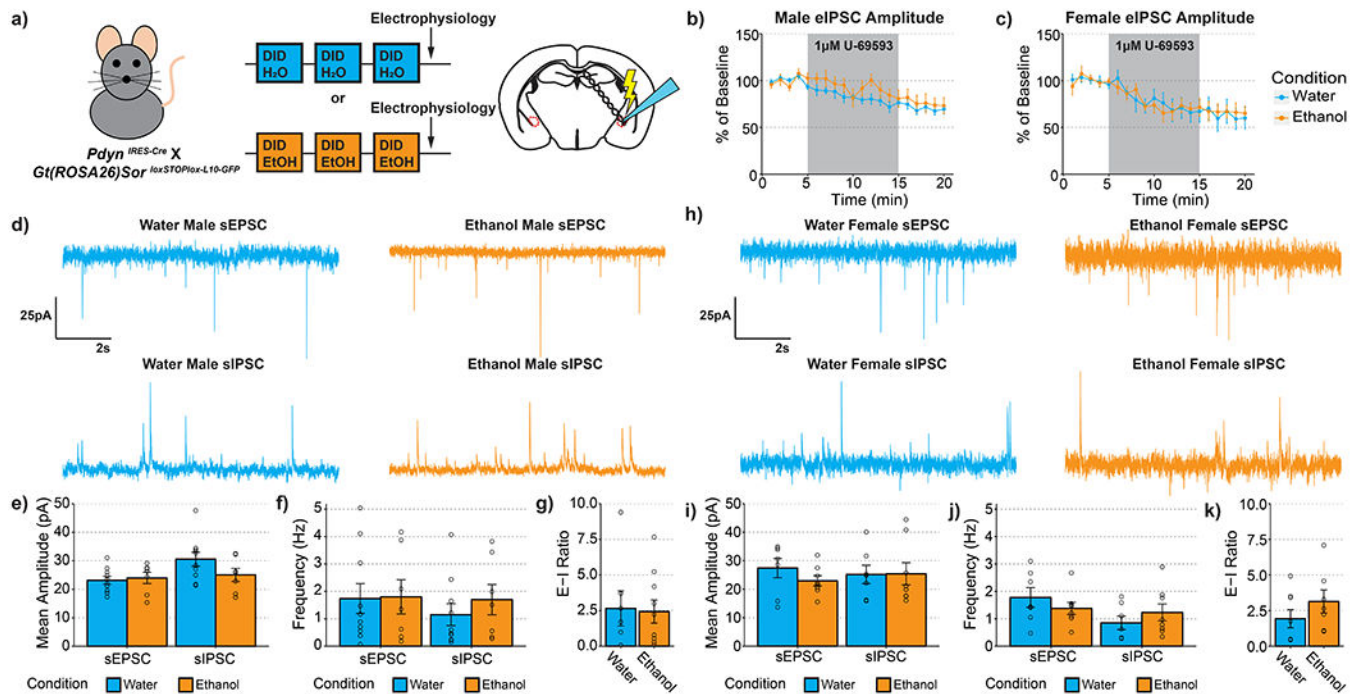 a)
Electrophysiology
DID H₂O
DID H₂O
DID H₂O
or
Electrophysiology
DID EtOH
DID EtOH
DID EtOH
Pdyn IRES-Cre X
Gt(ROSA26)Sor loxSTOPlox-L10-GFP
b)
Male eIPSC Amplitude
1µM U-69593
% of Baseline
150
100
50
0
0 5 10 15 20
Time (min)
c)
Female eIPSC Amplitude
1µM U-69593
% of Baseline
150
100
50
0
0 5 10 15 20
Time (min)
Condition
Water
Ethanol
d)
Water Male sEPSC
Ethanol Male sEPSC
25pA
2s
Water Male sIPSC
Ethanol Male sIPSC
h)
Water Female sEPSC
Ethanol Female sEPSC
25pA
2s
Water Female sIPSC
Ethanol Female sIPSC
e)
Mean Amplitude (pA)
50
40
30
20
10
0
sEPSC sIPSC
f)
Frequency (Hz)
5
4
3
2
1
0
sEPSC sIPSC
g)
E−I Ratio
10.0
7.5
5.0
2.5
0.0
Water
Ethanol
i)
Mean Amplitude (pA)
50
40
30
20
10
0
sEPSC sIPSC
j)
Frequency (Hz)
5
4
3
2
1
0
sEPSC sIPSC
k)
E−I Ratio
10.0
7.5
5.0
2.5
0.0
Water
Ethanol
Condition Water Ethanol
Condition Water Ethanol
Condition Water Ethanol
Condition Water Ethanol